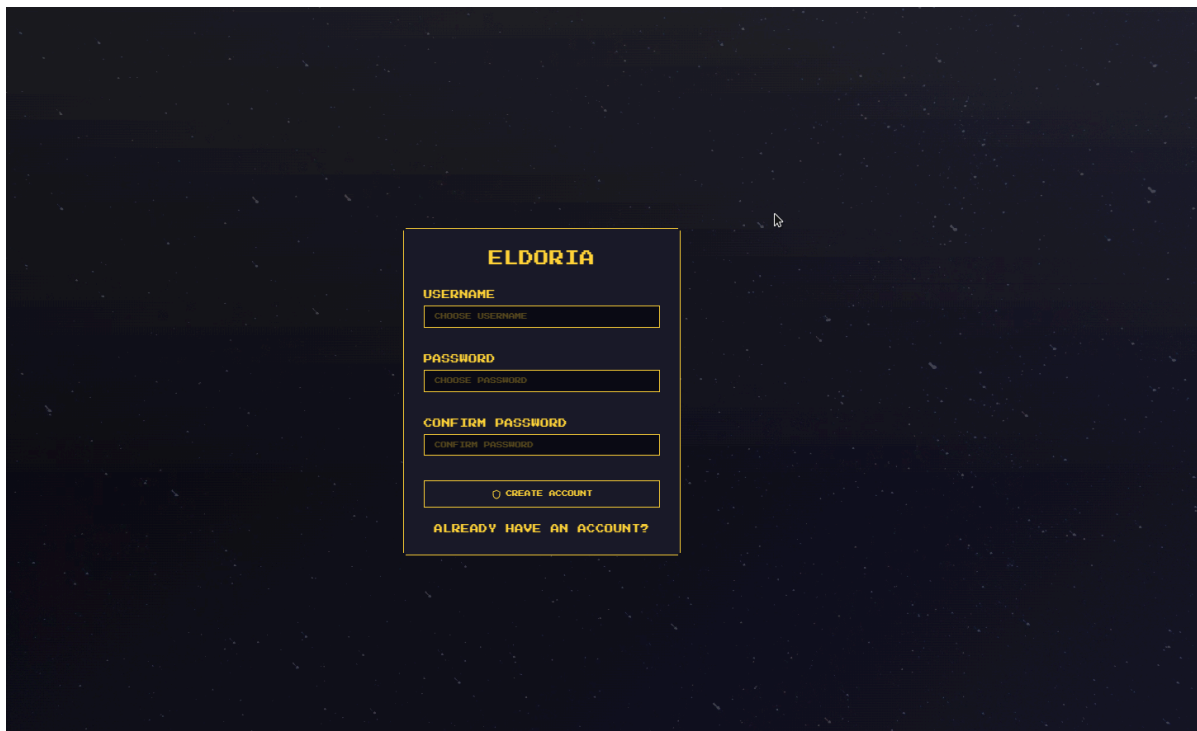 ELDORIA
USERNAME
CHOOSE USERNAME
PASSWORD
CHOOSE PASSWORD
CONFIRM PASSWORD
CONFIRM PASSWORD
CREATE ACCOUNT
ALREADY HAVE AN ACCOUNT?